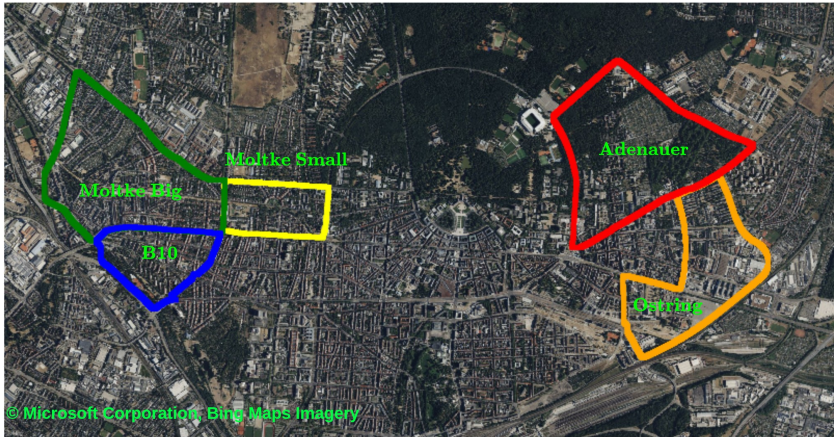 Moltke Small
Adenauer
Moltke Big
B10
Ostring
© Microsoft Corporation, Bing Maps Imagery